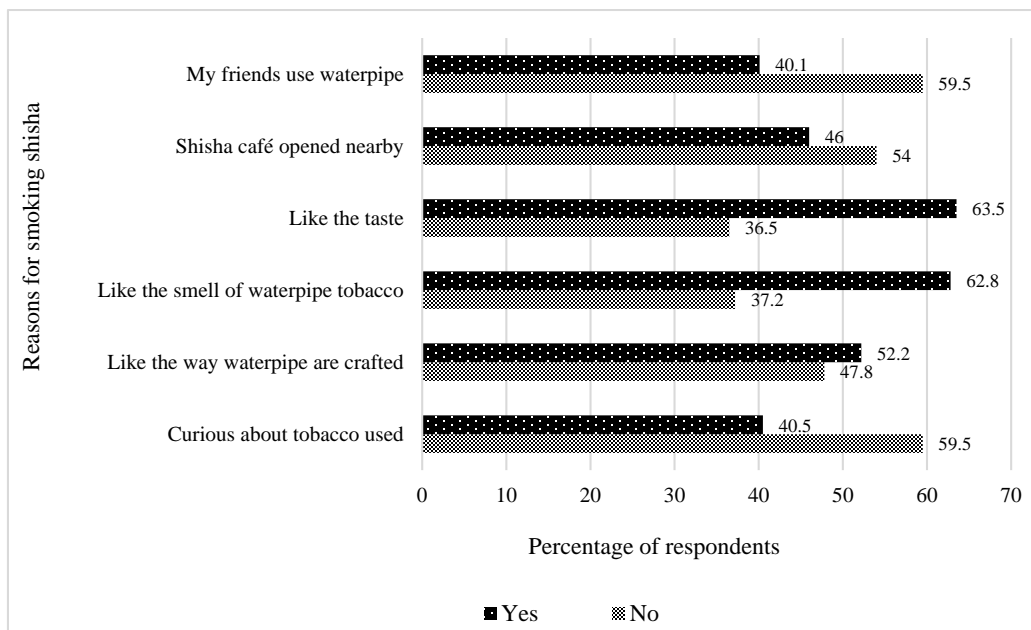 Reasons for smoking shisha
My friends use waterpipe
40.1
59.5
Shisha café opened nearby
46
54
Like the taste
63.5
36.5
Like the smell of waterpipe tobacco
62.8
37.2
Like the way waterpipe are crafted
52.2
47.8
Curious about tobacco used
40.5
59.5
0 10 20 30 40 50 60 70
Percentage of respondents
Yes No